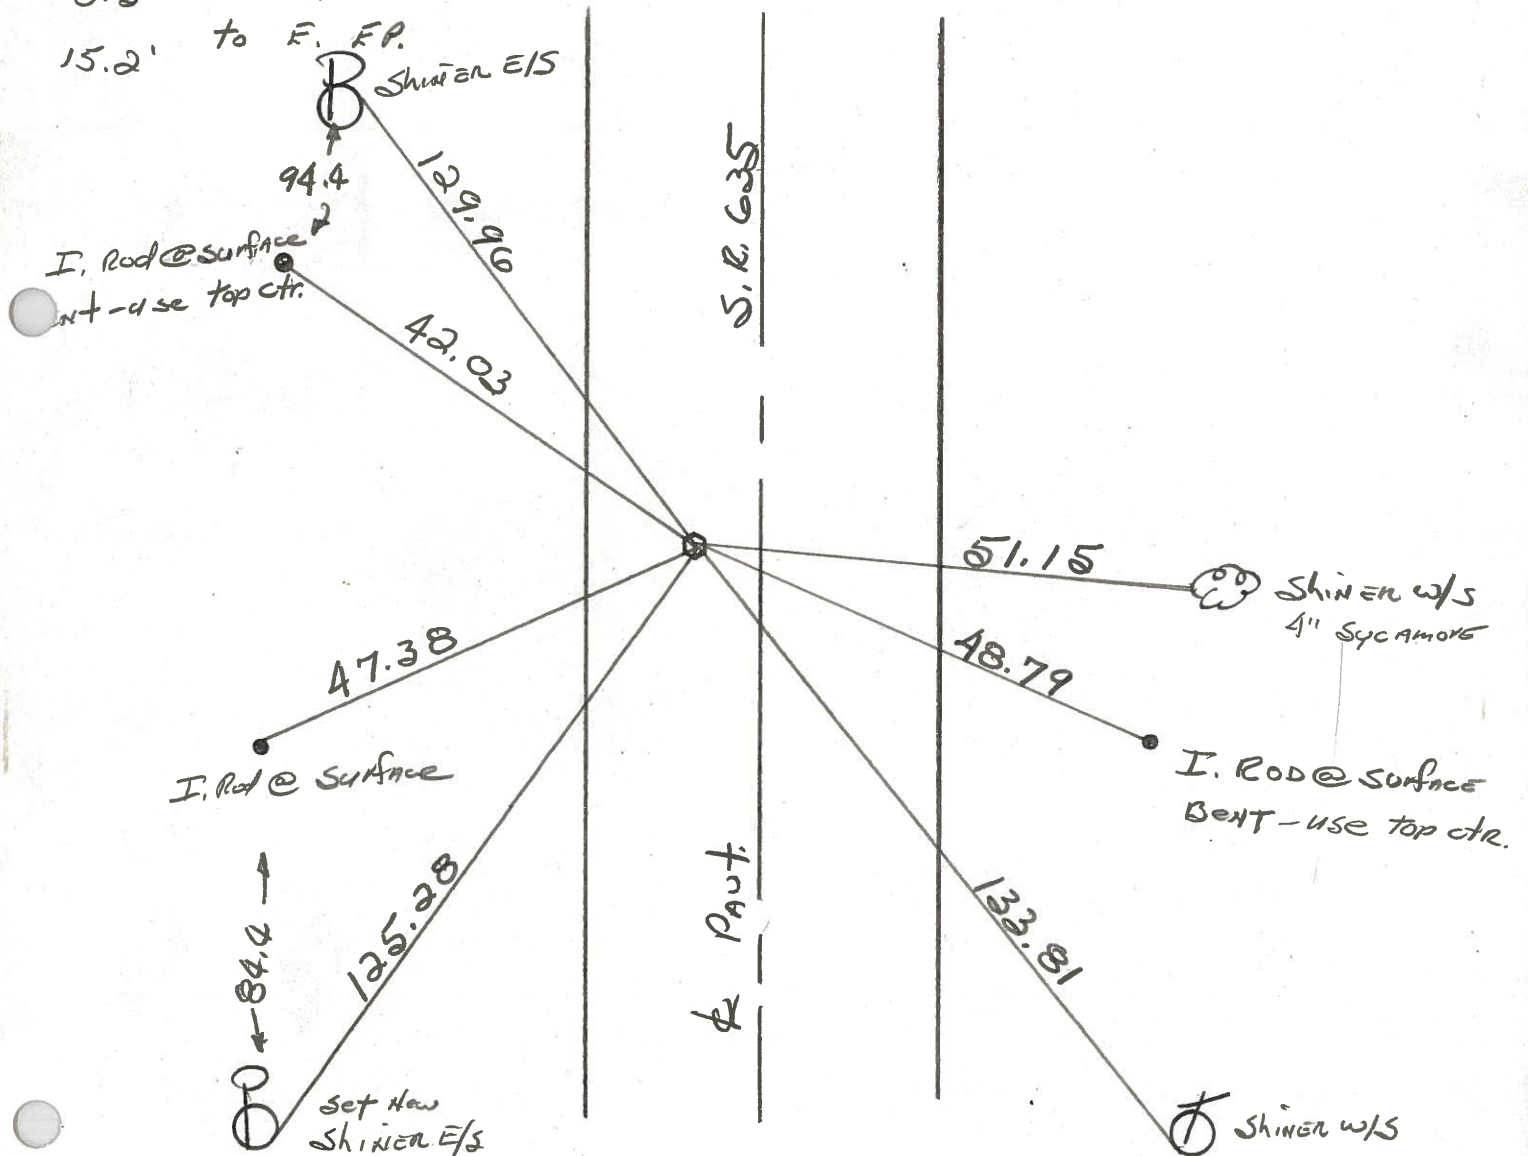 to E. EP.
15.2'
Shiner E/S
94.4
129.96
S.R. 635
I. Rod @ surface
nt - use top ctr.
42.03
51.15
Shiner W/S
4" Sycamore
47.38
48.79
I. Rod @ Surface
I. ROD @ SURFACE
Bent - use top ctr.
84.4
125.28
℄ Pavt.
133.81
set New
Shiner E/S
Shiner W/S